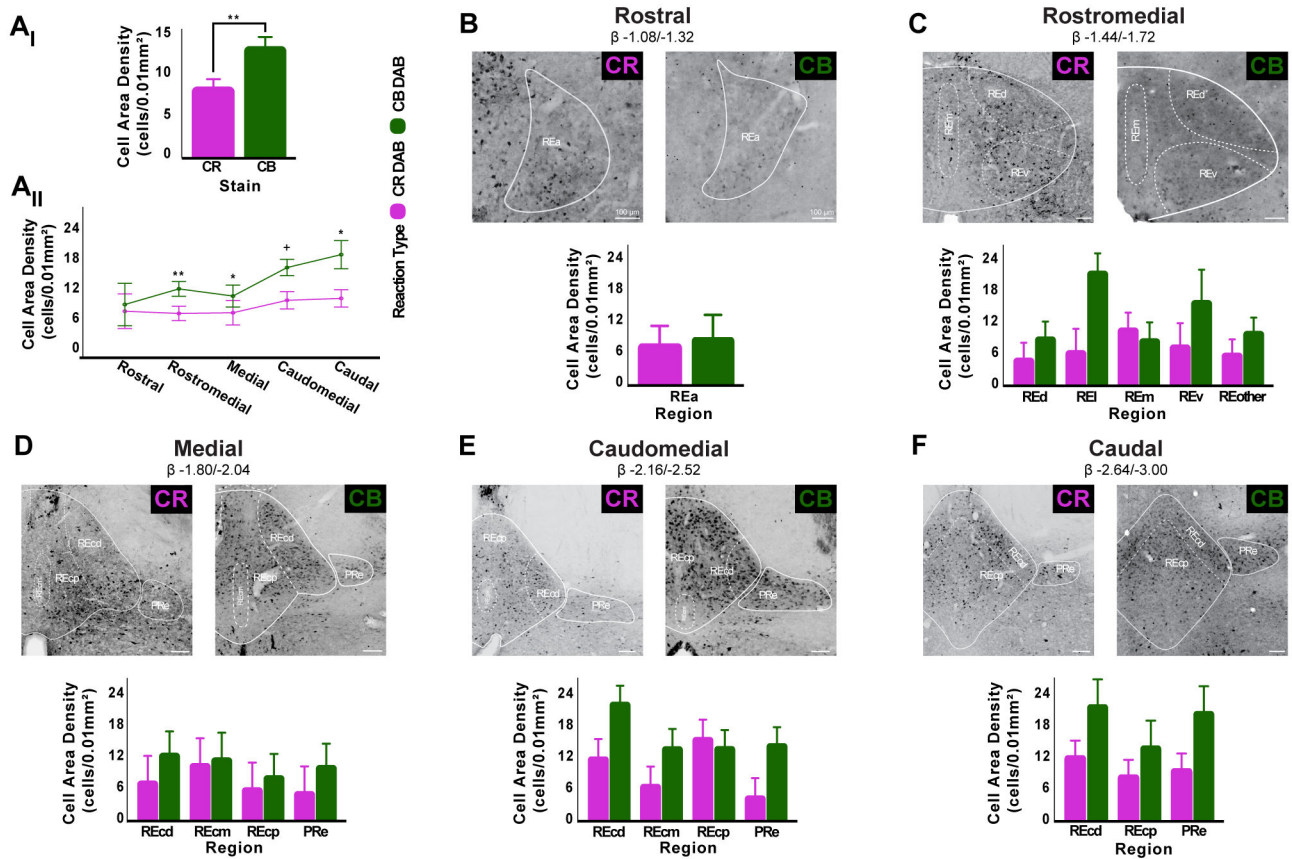 A_I
Cell Area Density
(cells/0.01mm²)
15
10
5
0
**
CR
CB
Stain
Reaction Type
CR DAB
CB DAB
A_II
Cell Area Density
(cells/0.01mm²)
24
18
12
6
0
**
*
+
*
Rostral
Rostromedial
Medial
Caudomedial
Caudal
B
Rostral
β -1.08/-1.32
CR
REa
100 µm
CB
REa
100 µm
Cell Area Density
(cells/0.01mm²)
24
18
12
6
0
REa
Region
C
Rostromedial
β -1.44/-1.72
CR
REd
REm
REv
CB
REd
REm
REv
Cell Area Density
(cells/0.01mm²)
24
18
12
6
0
REd
REl
REm
REv
REother
Region
D
Medial
β -1.80/-2.04
CR
REcd
REcm
REcp
PRe
CB
REcd
REcp
REcm
PRe
Cell Area Density
(cells/0.01mm²)
24
18
12
6
0
REcd
REcm
REcp
PRe
Region
E
Caudomedial
β -2.16/-2.52
CR
REcp
REcd
PRe
CB
REcp
REcd
PRe
Cell Area Density
(cells/0.01mm²)
24
18
12
6
0
REcd
REcm
REcp
PRe
Region
F
Caudal
β -2.64/-3.00
CR
REcd
REcp
PRe
CB
REcd
REcp
PRe
Cell Area Density
(cells/0.01mm²)
24
18
12
6
0
REcd
REcp
PRe
Region